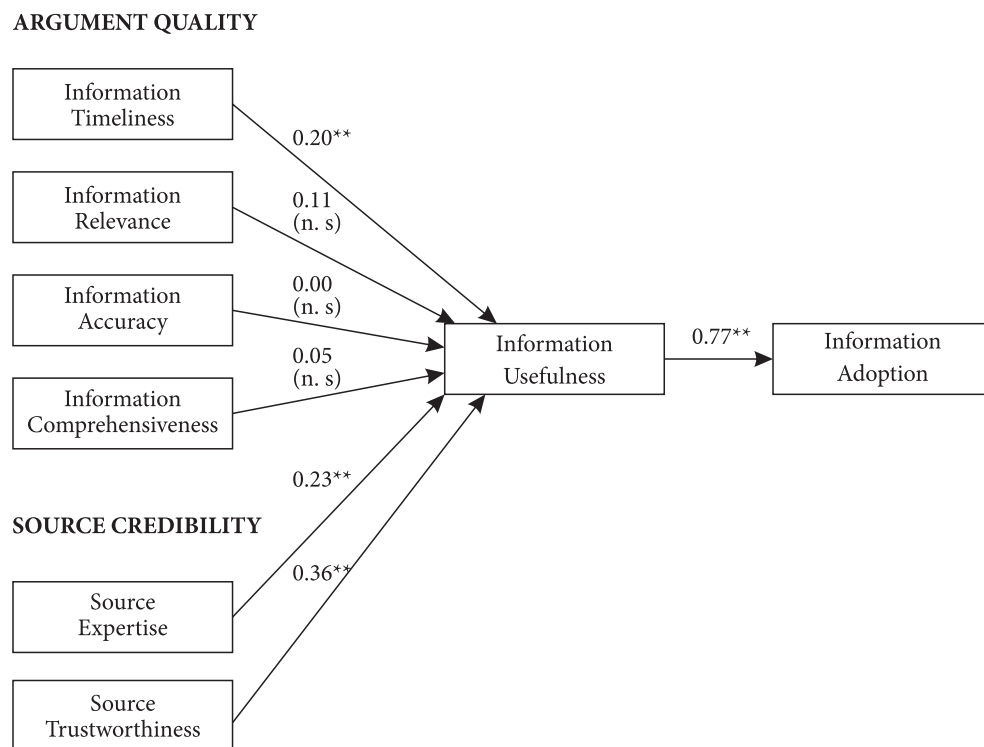 ARGUMENT QUALITY
Information
Timeliness
0.20**
Information
Relevance
0.11
(n. s)
Information
Accuracy
0.00
(n. s)
Information
Comprehensiveness
0.05
(n. s)
Information
Usefulness
0.77**
Information
Adoption
0.23**
SOURCE CREDIBILITY
Source
Expertise
0.36**
Source
Trustworthiness